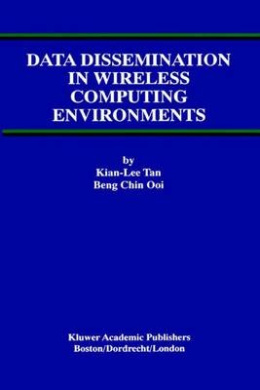 DATA DISSEMINATION
IN WIRELESS
COMPUTING
ENVIRONMENTS
by
Kian-Lee Tan
Beng Chin Ooi
Kluwer Academic Publishers
Boston/Dordrecht/London